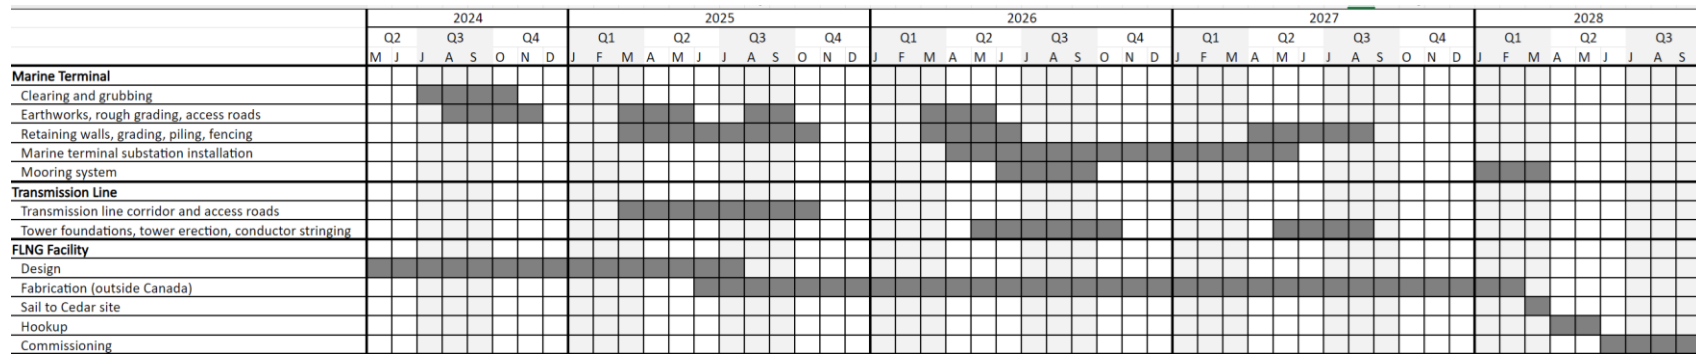 2024 2025 2026 2027 2028
Q2 Q3 Q4 Q1 Q2 Q3 Q4 Q1 Q2 Q3 Q4 Q1 Q2 Q3 Q4 Q1 Q2 Q3
M J J A S O N D J F M A M J J A S O N D J F M A M J J A S O N D J F M A M J J A S O N D J F M A M J J A S
Marine Terminal
Clearing and grubbing
Earthworks, rough grading, access roads
Retaining walls, grading, piling, fencing
Marine terminal substation installation
Mooring system
Transmission Line
Transmission line corridor and access roads
Tower foundations, tower erection, conductor stringing
FLNG Facility
Design
Fabrication (outside Canada)
Sail to Cedar site
Hookup
Commissioning